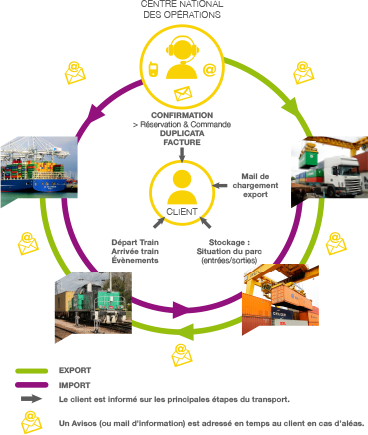 CENTRE NATIONAL
DES OPÉRATIONS
@
CONFIRMATION
> Réservation & Commande
DUPLICATA
FACTURE
Mail de
chargement
export
CLIENT
Départ Train
Arrivée train
Évènements
Stockage :
Situation du parc
(entrées/sorties)
EXPORT
IMPORT
Le client est informé sur les principales étapes du transport.
Un Avisos (ou mail d'information) est adressé en temps au client en cas d'aléas.